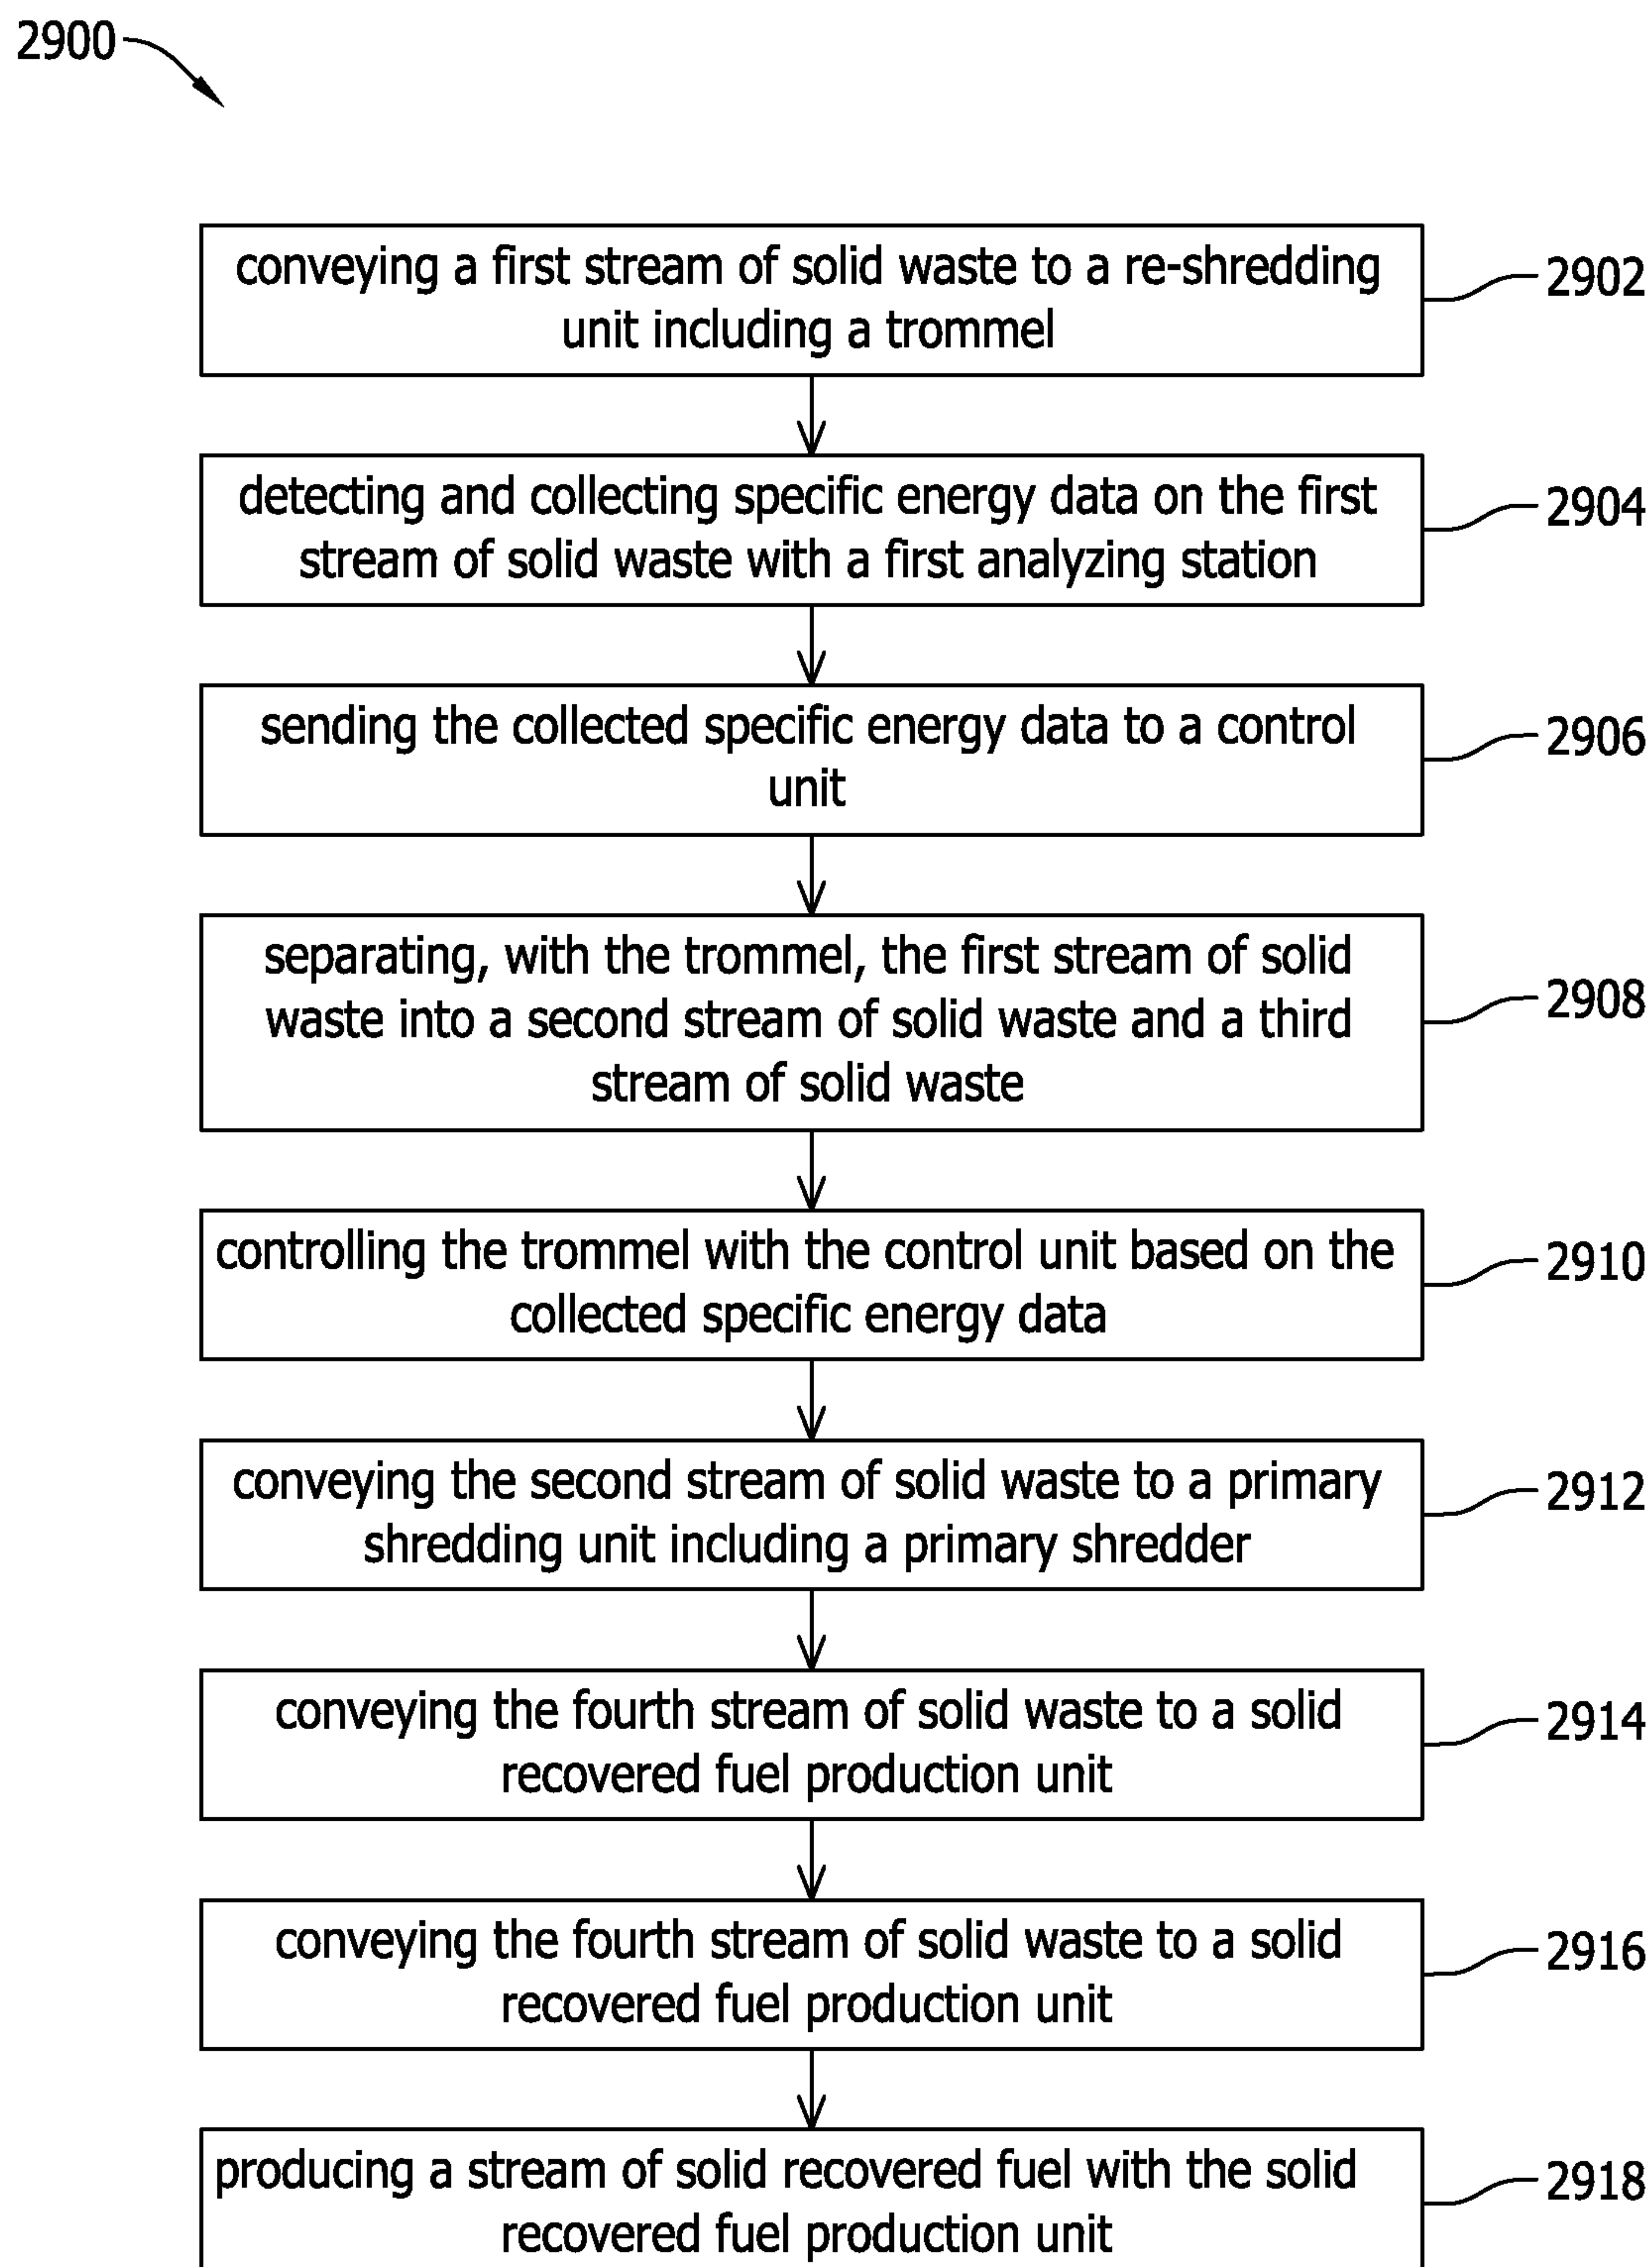 2900
conveying a first stream of solid waste to a re-shredding
unit including a trommel
2902
detecting and collecting specific energy data on the first
stream of solid waste with a first analyzing station
2904
sending the collected specific energy data to a control
unit
2906
separating, with the trommel, the first stream of solid
waste into a second stream of solid waste and a third
stream of solid waste
2908
controlling the trommel with the control unit based on the
collected specific energy data
2910
conveying the second stream of solid waste to a primary
shredding unit including a primary shredder
2912
conveying the fourth stream of solid waste to a solid
recovered fuel production unit
2914
conveying the fourth stream of solid waste to a solid
recovered fuel production unit
2916
producing a stream of solid recovered fuel with the solid
recovered fuel production unit
2918